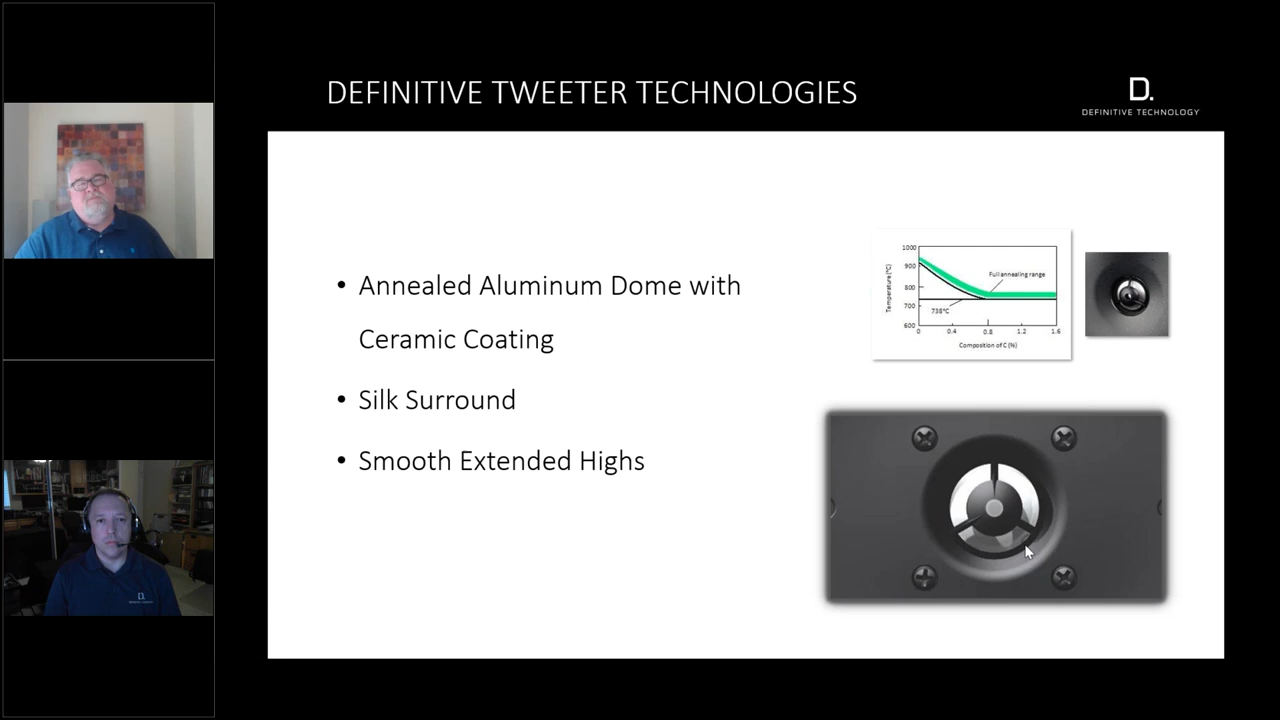 DEFINITIVE TWEETER TECHNOLOGIES
D.
DEFINITIVE TECHNOLOGY
• Annealed Aluminum Dome with
Ceramic Coating
• Silk Surround
• Smooth Extended Highs
1000
900
800
700
600
Temperature (°C)
Full annealing range
738°C
0 0.4 0.8 1.2 1.6
Composition of C (%)
D.